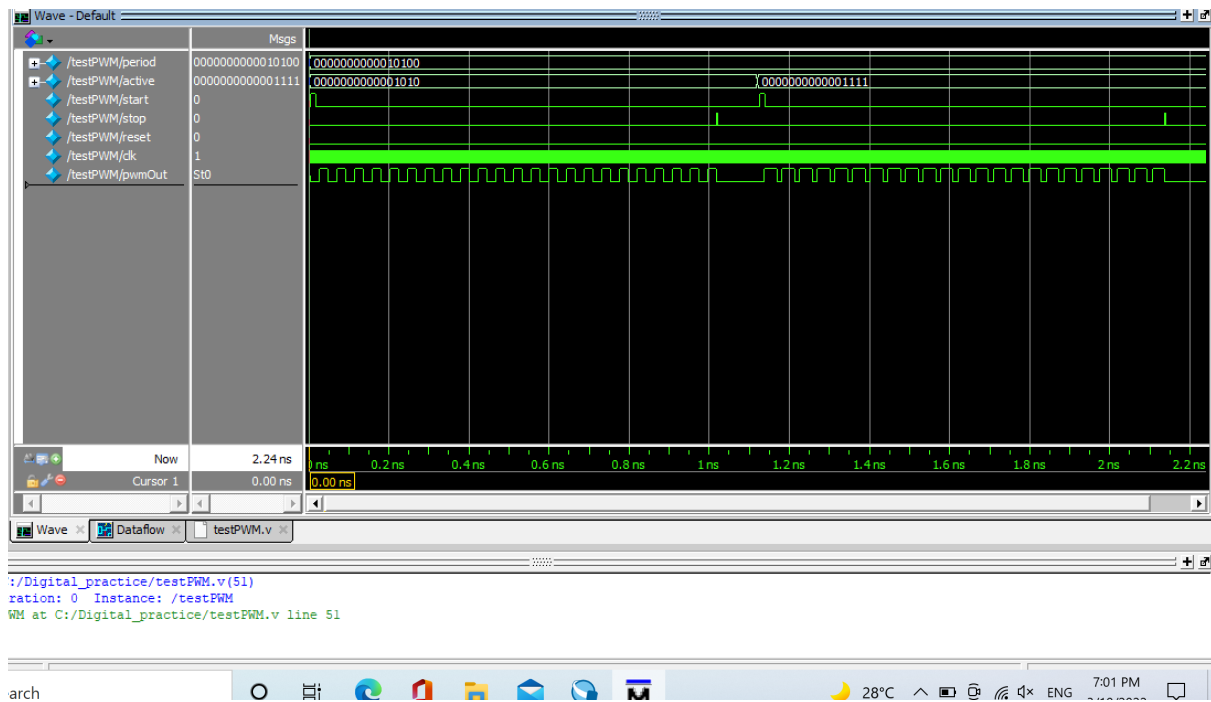 Wave - Default
Msgs
/testPWM/period 0000000000010100 0000000000010100
/testPWM/active 0000000000001111 0000000000001010 0000000000001111
/testPWM/start 0
/testPWM/stop 0
/testPWM/reset 0
/testPWM/clk 1
/testPWM/pwmOut St0
Now 2.24 ns
ns 0.2 ns 0.4 ns 0.6 ns 0.8 ns 1 ns 1.2 ns 1.4 ns 1.6 ns 1.8 ns 2 ns 2.2 ns
Cursor 1 0.00 ns 0.00 ns
Wave Dataflow testPWM.v
:/Digital_practice/testPWM.v(51)
ration: 0 Instance: /testPWM
WM at C:/Digital_practice/testPWM.v line 51
arch 28°C ENG 7:01 PM